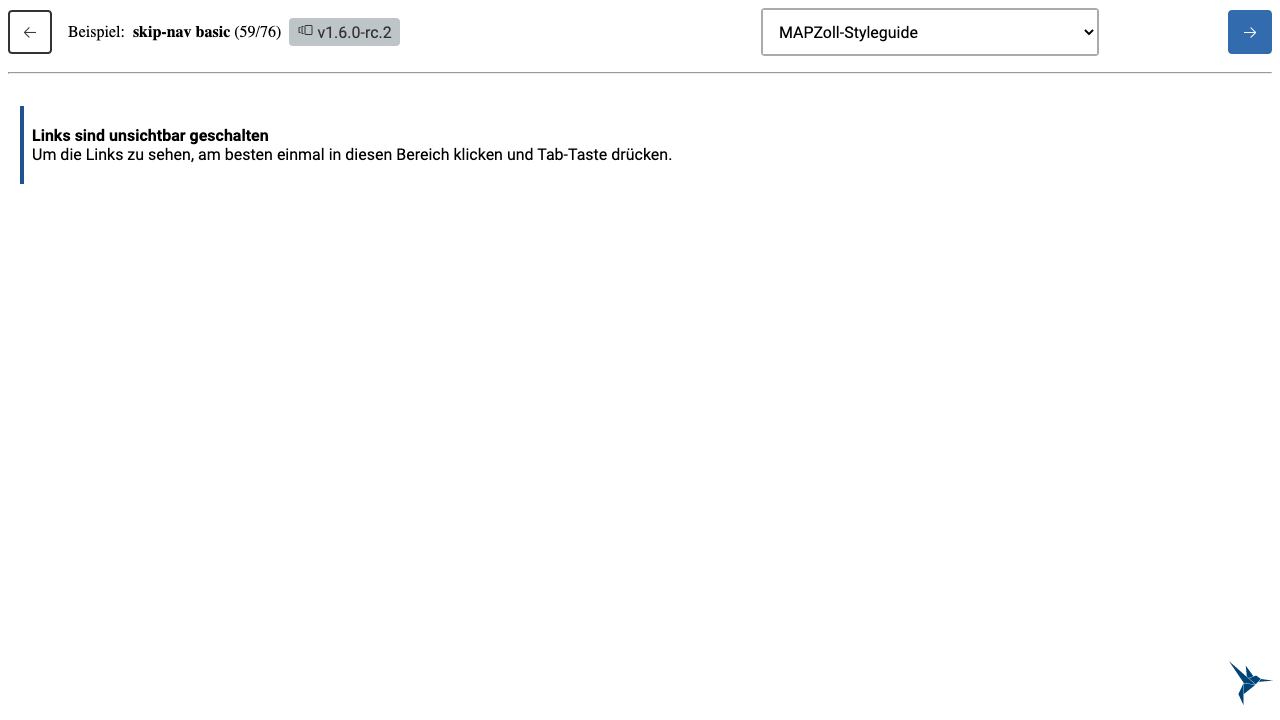 Beispiel: skip-nav basic (59/76) v1.6.0-rc.2 MAPZoll-Styleguide
Links sind unsichtbar geschalten
Um die Links zu sehen, am besten einmal in diesen Bereich klicken und Tab-Taste drücken.